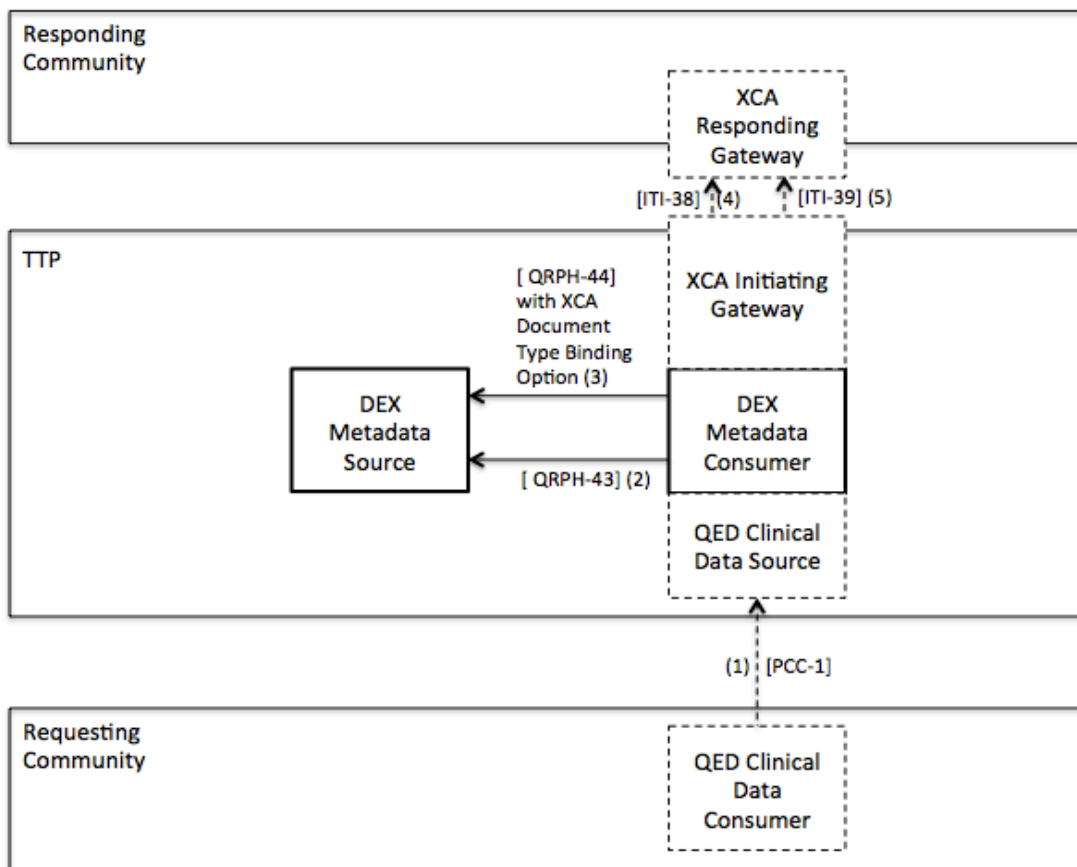 Responding
Community
XCA
Responding
Gateway
[ITI-38] (4)
[ITI-39] (5)
TTP
[ QRPH-44]
with XCA
Document
Type Binding
Option (3)
XCA Initiating
Gateway
DEX
Metadata
Source
DEX
Metadata
Consumer
[ QRPH-43] (2)
QED Clinical
Data Source
(1) [PCC-1]
Requesting
Community
QED Clinical
Data
Consumer